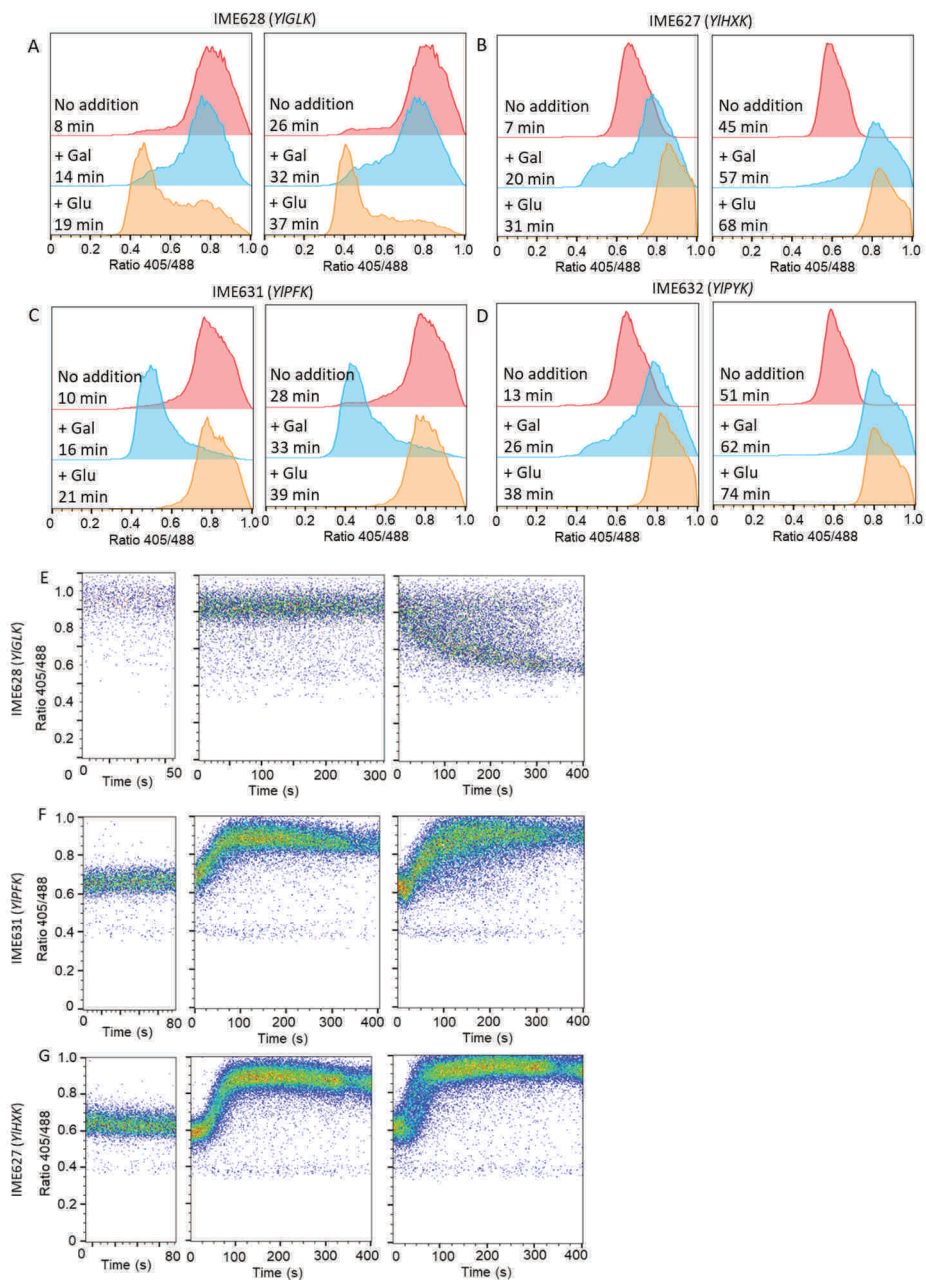 IME628 (YlGLK)
IME627 (YlHXK)
A
B
No addition
8 min
+ Gal
14 min
+ Glu
19 min
0 0.2 0.4 0.6 0.8 1.0
Ratio 405/488
No addition
26 min
+ Gal
32 min
+ Glu
37 min
0 0.2 0.4 0.6 0.8 1.0
Ratio 405/488
No addition
7 min
+ Gal
20 min
+ Glu
31 min
0 0.2 0.4 0.6 0.8 1.0
Ratio 405/488
No addition
45 min
+ Gal
57 min
+ Glu
68 min
0 0.2 0.4 0.6 0.8 1.0
Ratio 405/488
IME631 (YlPFK)
IME632 (YlPYK)
C
D
No addition
10 min
+ Gal
16 min
+ Glu
21 min
0 0.2 0.4 0.6 0.8 1.0
Ratio 405/488
No addition
28 min
+ Gal
33 min
+ Glu
39 min
0 0.2 0.4 0.6 0.8 1.0
Ratio 405/488
No addition
13 min
+ Gal
26 min
+ Glu
38 min
0 0.2 0.4 0.6 0.8 1.0
Ratio 405/488
No addition
51 min
+ Gal
62 min
+ Glu
74 min
0 0.2 0.4 0.6 0.8 1.0
Ratio 405/488
E
IME628 (YlGLK)
Ratio 405/488
1.0
0.8
0.6
0.4
0.2
0
0 50
Time (s)
0 100 200 300
Time (s)
0 100 200 300 400
Time (s)
F
IME631 (YlPFK)
Ratio 405/488
1.0
0.8
0.6
0.4
0.2
0
0 80
Time (s)
0 100 200 300 400
Time (s)
0 100 200 300 400
Time (s)
G
IME627 (YlHXK)
Ratio 405/488
1.0
0.8
0.6
0.4
0.2
0
0 80
Time (s)
0 100 200 300 400
Time (s)
0 100 200 300 400
Time (s)